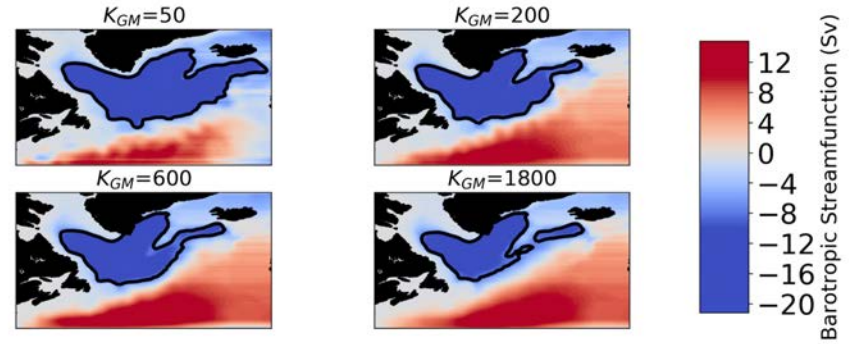 K_GM=50
K_GM=200
K_GM=600
K_GM=1800
12
8
4
0
−4
−8
−12
−16
−20
Barotropic Streamfunction (Sv)